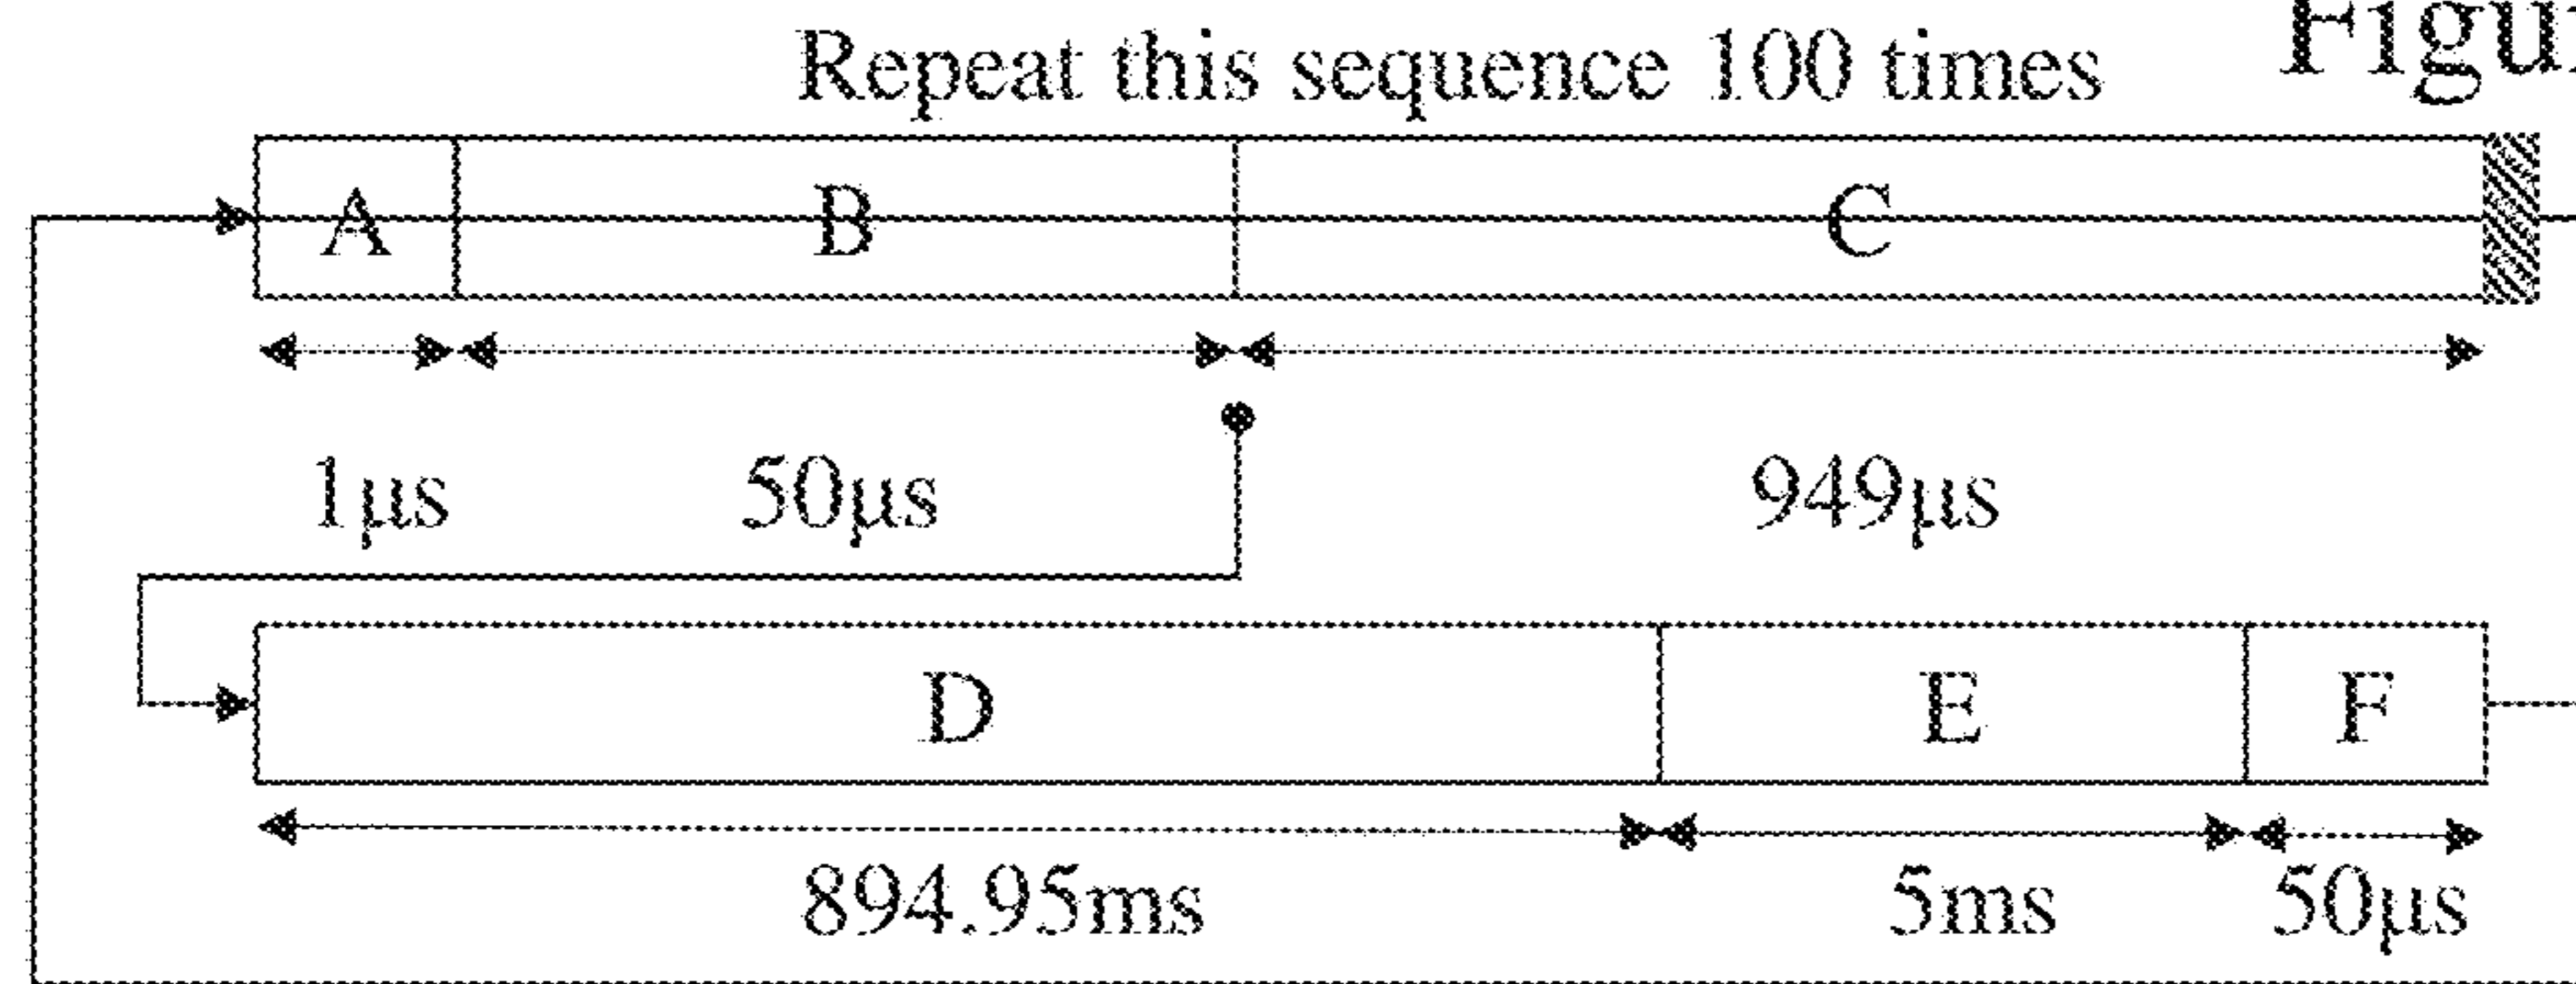 Repeat this sequence 100 times
A B C
1μs 50μs 949μs
D E F
894.95ms 5ms 50μs